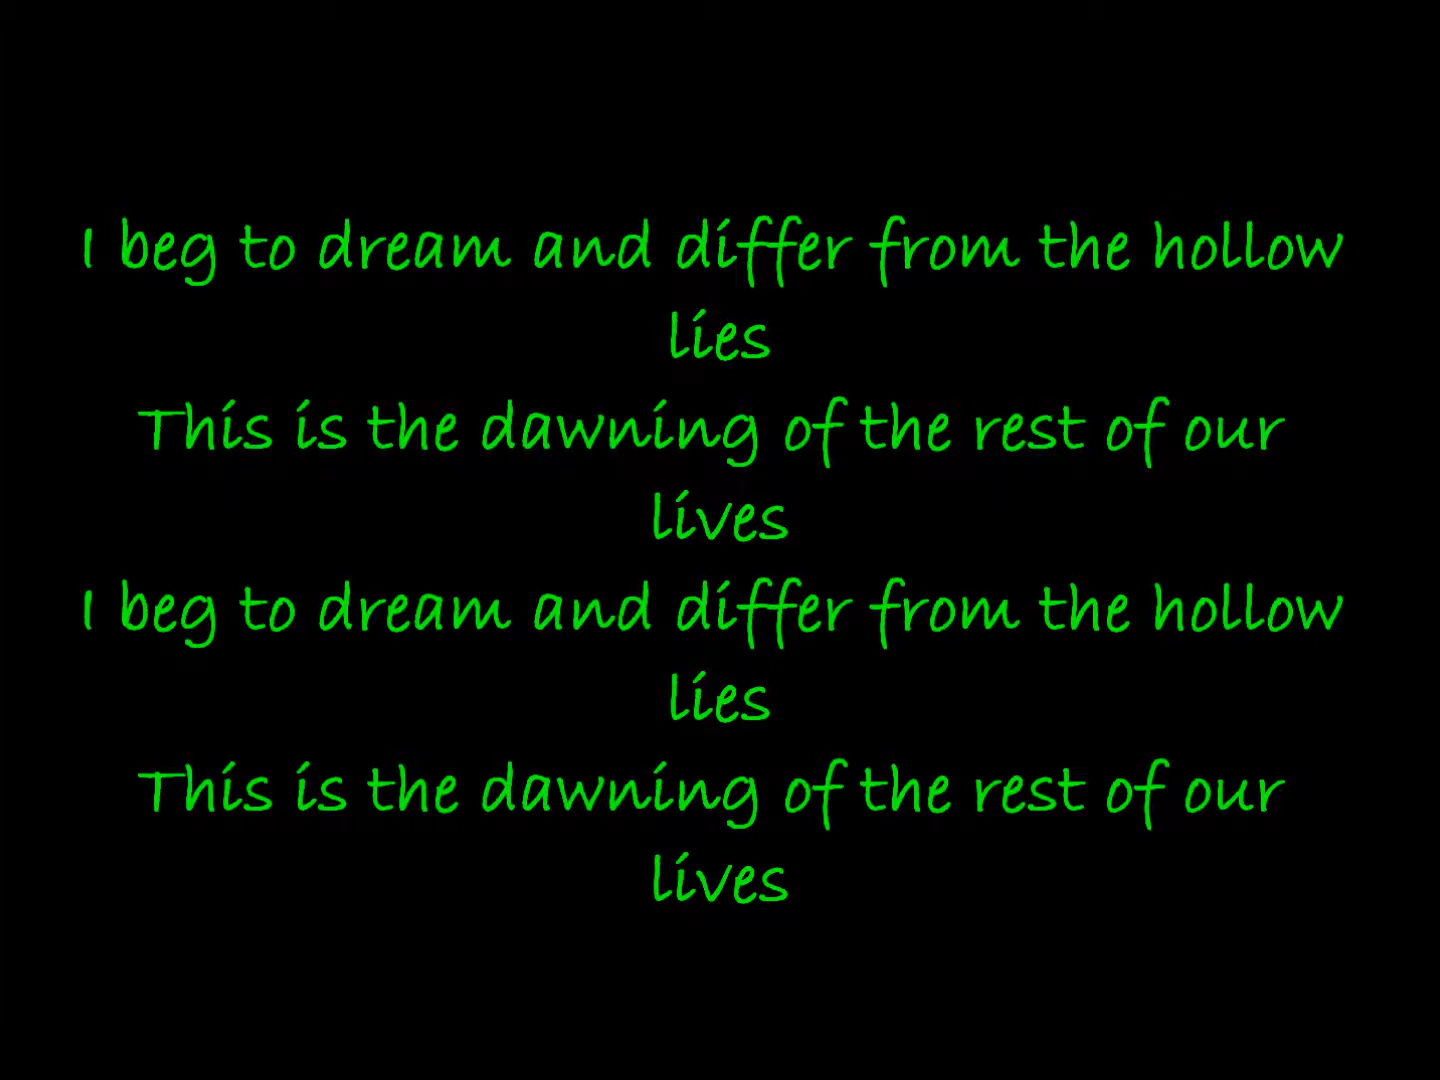 I beg to dream and differ from the hollow
lies
This is the dawning of the rest of our
lives
I beg to dream and differ from the hollow
lies
This is the dawning of the rest of our
lives